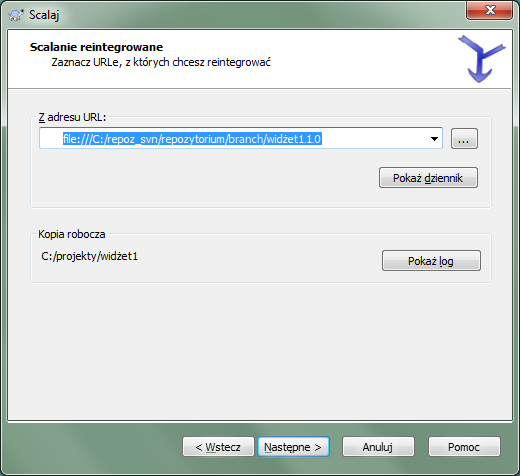 Scalaj
Scalanie reintegrowane
Zaznacz URLe, z których chcesz reintegrować
Z adresu URL:
file:///C:/repoz_svn/repozytorium/branch/widżet1.1.0
...
Pokaż dziennik
Kopia robocza
C:/projekty/widżet1
Pokaż log
< Wstecz
Następne >
Anuluj
Pomoc